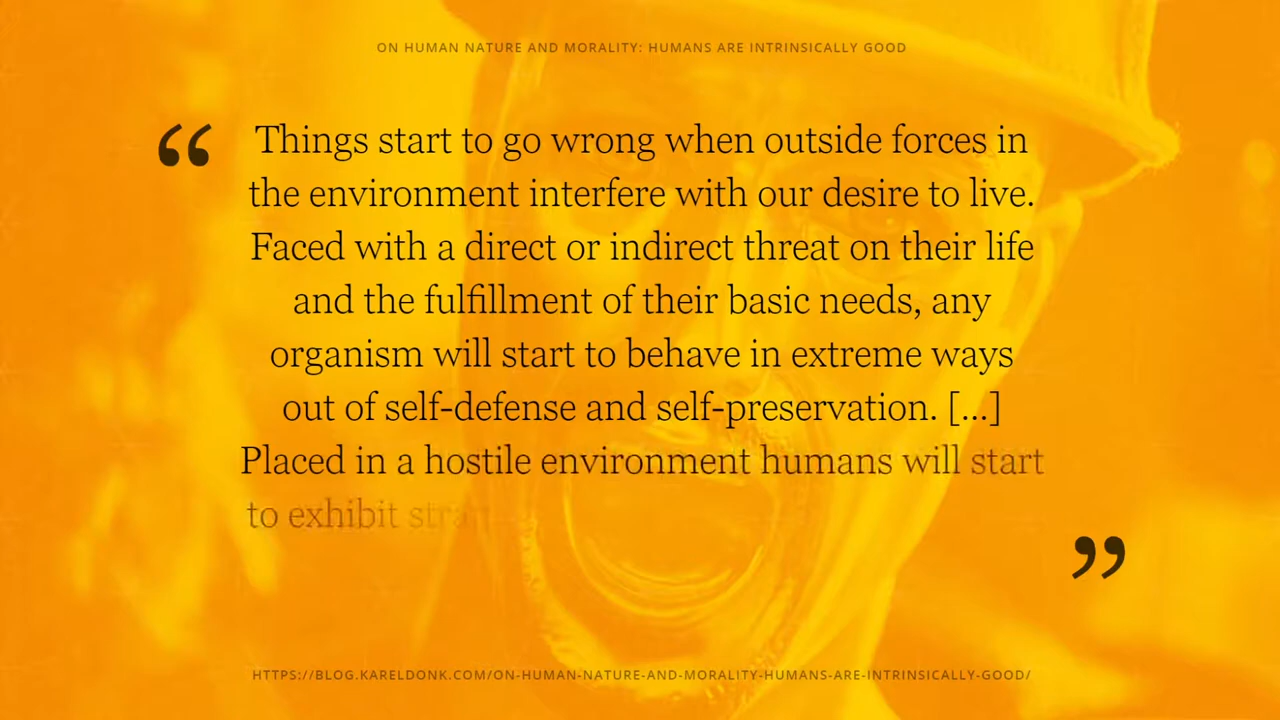 ON HUMAN NATURE AND MORALITY: HUMANS ARE INTRINSICALLY GOOD
“ Things start to go wrong when outside forces in
the environment interfere with our desire to live.
Faced with a direct or indirect threat on their life
and the fulfillment of their basic needs, any
organism will start to behave in extreme ways
out of self-defense and self-preservation. [...]
Placed in a hostile environment humans will start
to exhibit
”
HTTPS://BLOG.KARELDONK.COM/ON-HUMAN-NATURE-AND-MORALITY-HUMANS-ARE-INTRINSICALLY-GOOD/